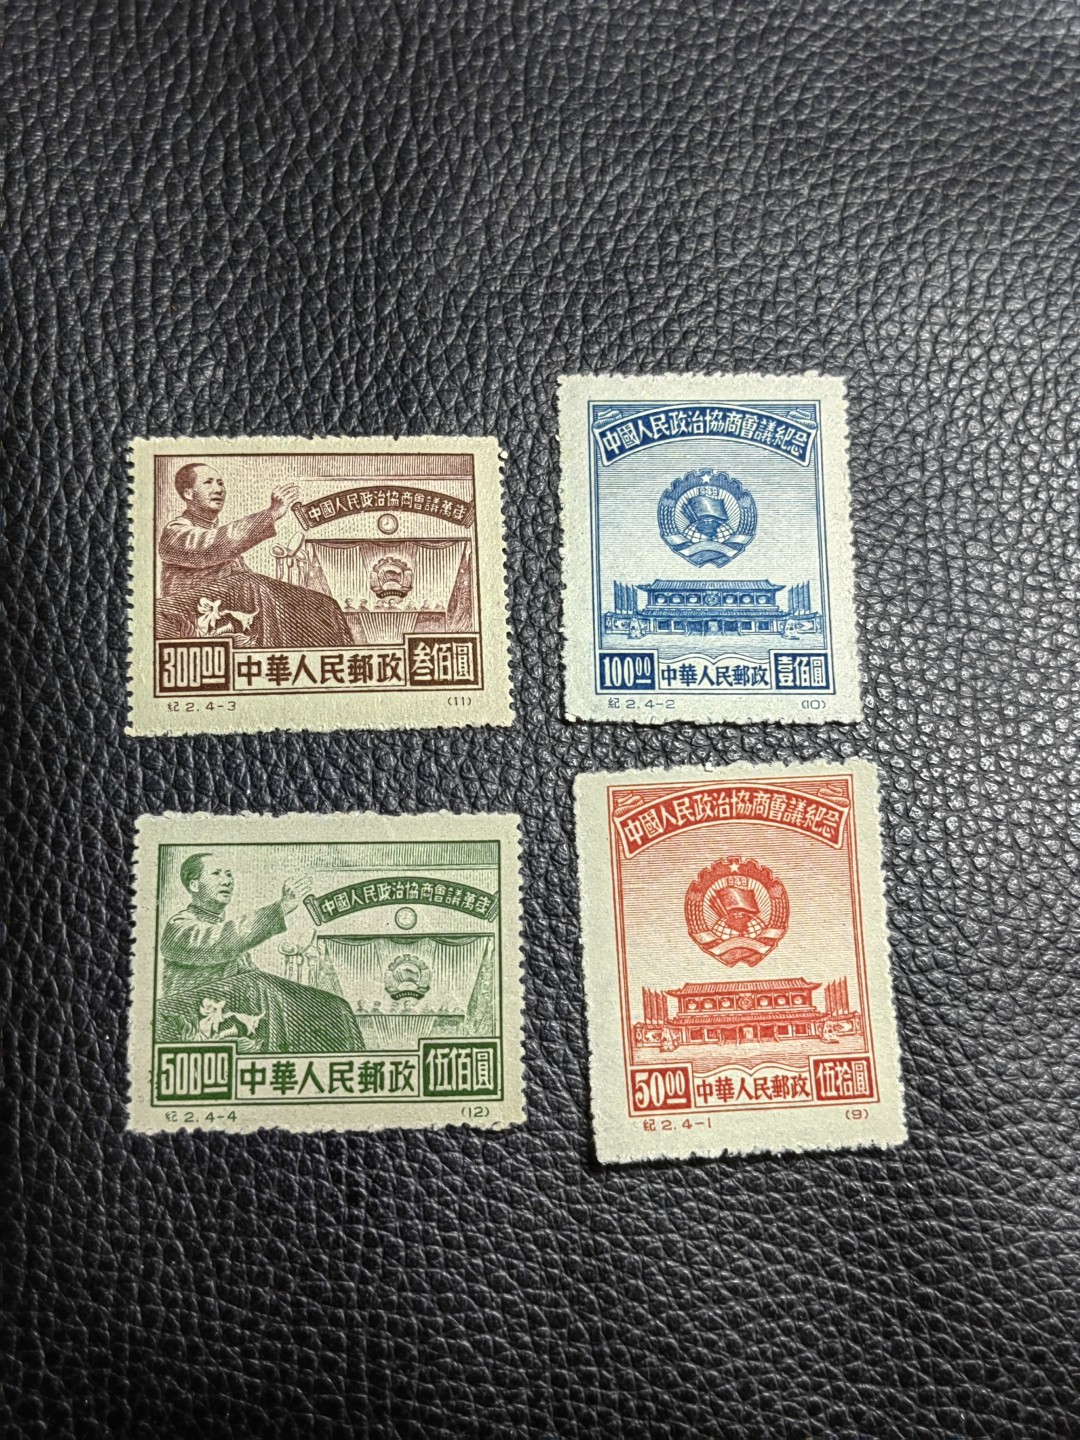 中國人民政治協商會議萬歲
300.00 中華人民郵政 叁佰圓
紀 2. 4-3 (11)
中國人民政治協商會議紀念
100.00 中華人民郵政 壹佰圓
紀 2. 4-2 (10)
中國人民政治協商會議萬歲
500.00 中華人民郵政 伍佰圓
紀 2. 4-4 (12)
中國人民政治協商會議紀念
1949
50.00 中華人民郵政 伍拾圓
紀 2. 4-1 (9)